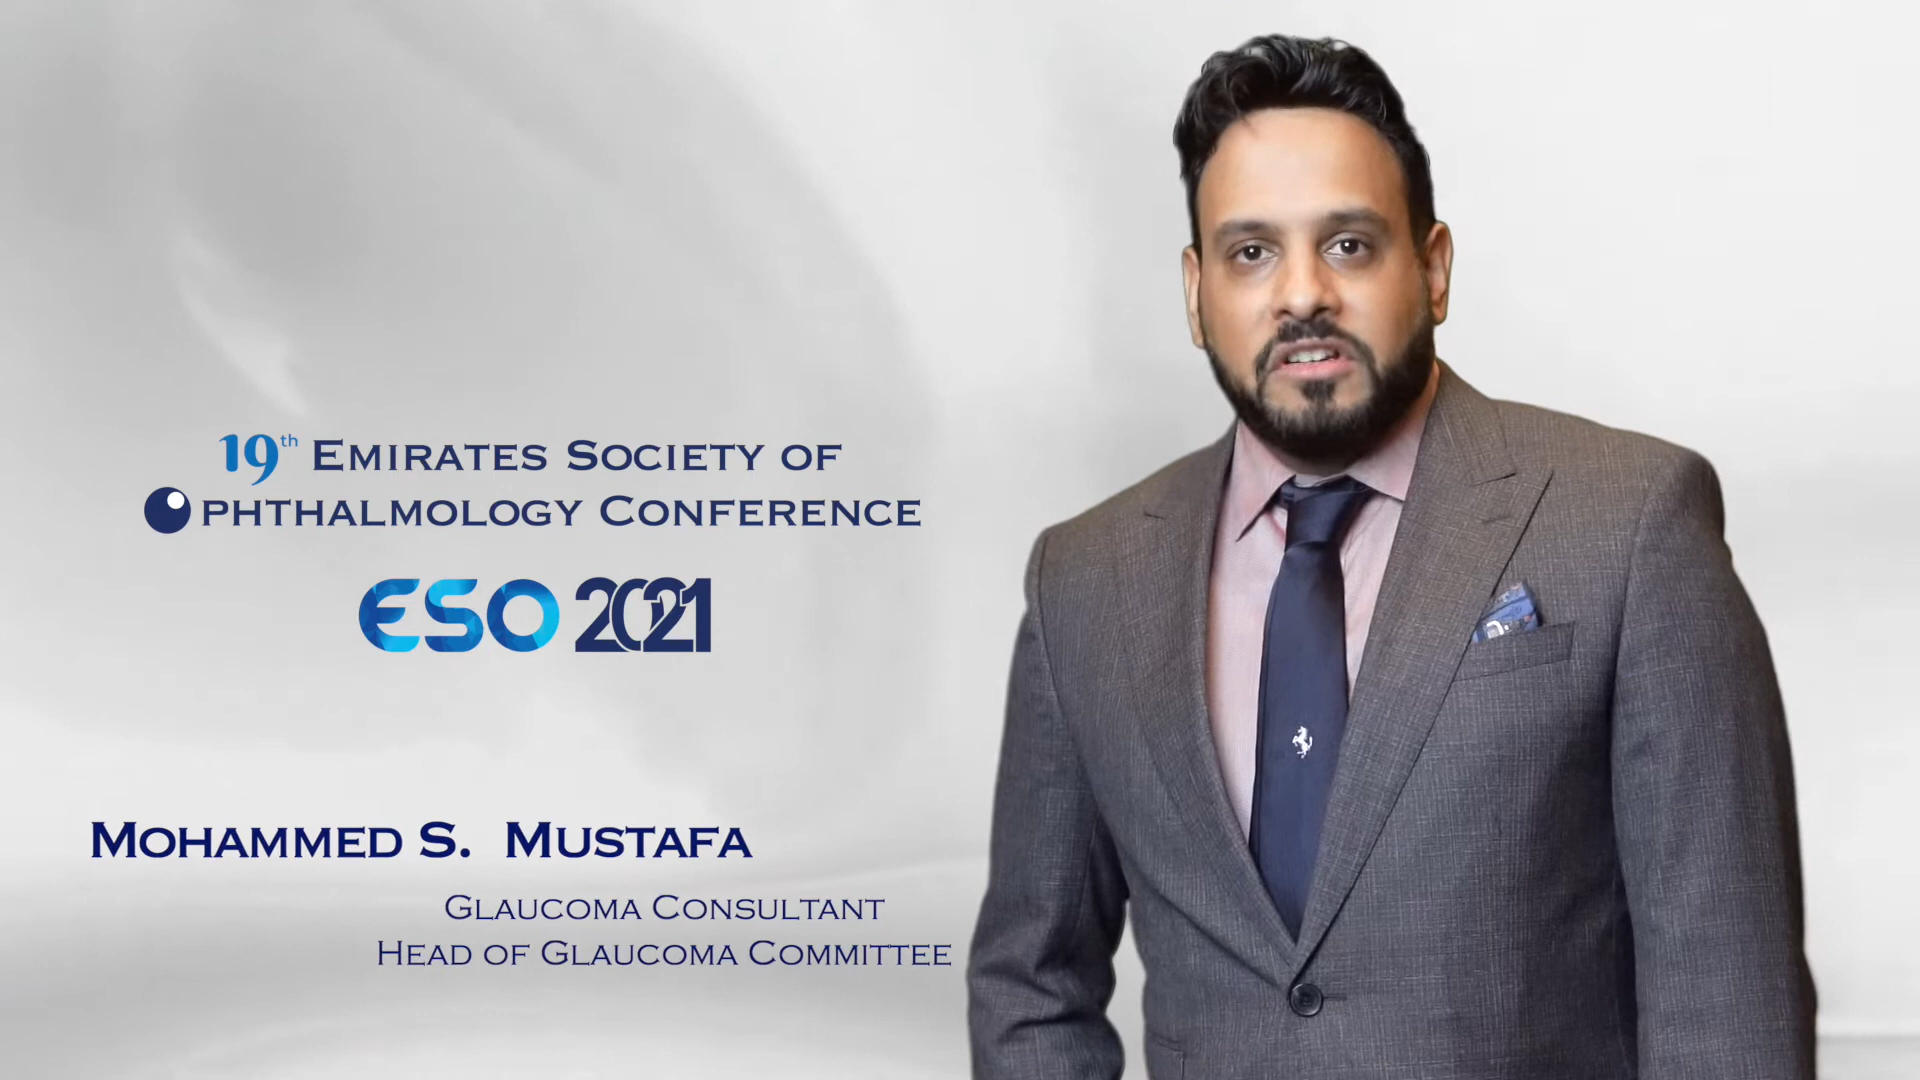 19th Emirates Society of
Ophthalmology Conference
ESO 2021
Mohammed S. Mustafa
Glaucoma Consultant
Head of Glaucoma Committee